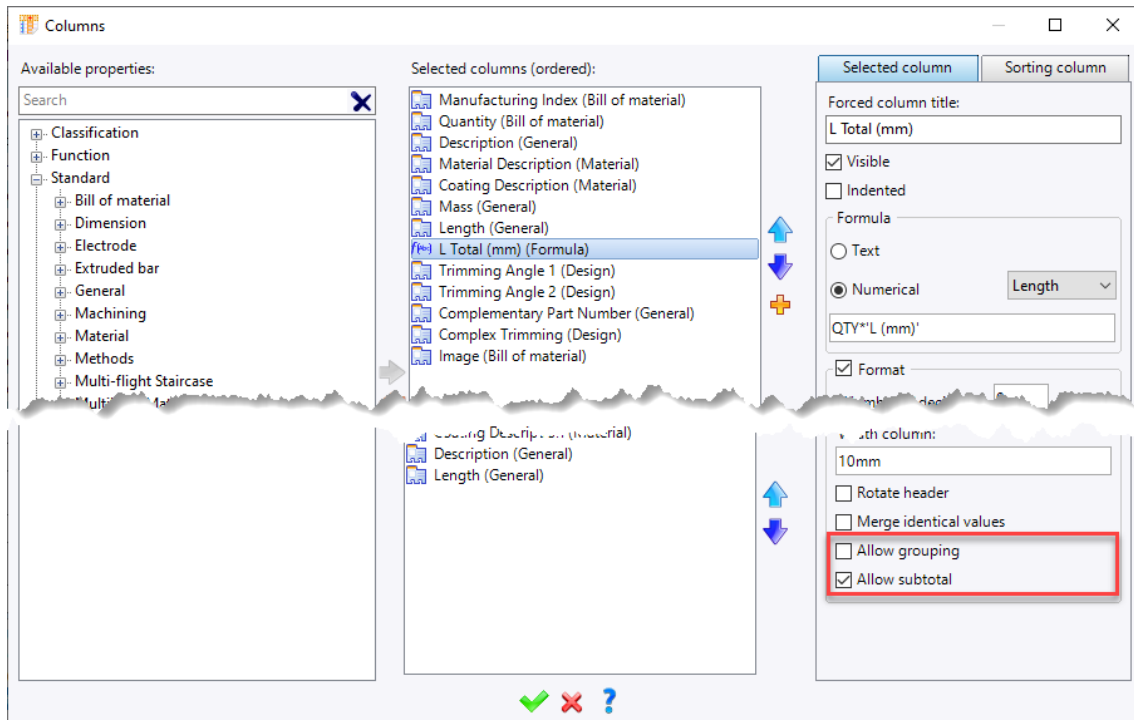 Columns
Available properties:
Search
Classification
Function
Standard
Bill of material
Dimension
Electrode
Extruded bar
General
Machining
Material
Methods
Multi-flight Staircase
Selected columns (ordered):
Manufacturing Index (Bill of material)
Quantity (Bill of material)
Description (General)
Material Description (Material)
Coating Description (Material)
Mass (General)
Length (General)
f(abc) L Total (mm) (Formula)
Trimming Angle 1 (Design)
Trimming Angle 2 (Design)
Complementary Part Number (General)
Complex Trimming (Design)
Image (Bill of material)
Description (General)
Length (General)
Selected column
Sorting column
Forced column title:
L Total (mm)
Visible
Indented
Formula
Text
Numerical
Length
QTY*'L (mm)'
Format
column:
10mm
Rotate header
Merge identical values
Allow grouping
Allow subtotal
?